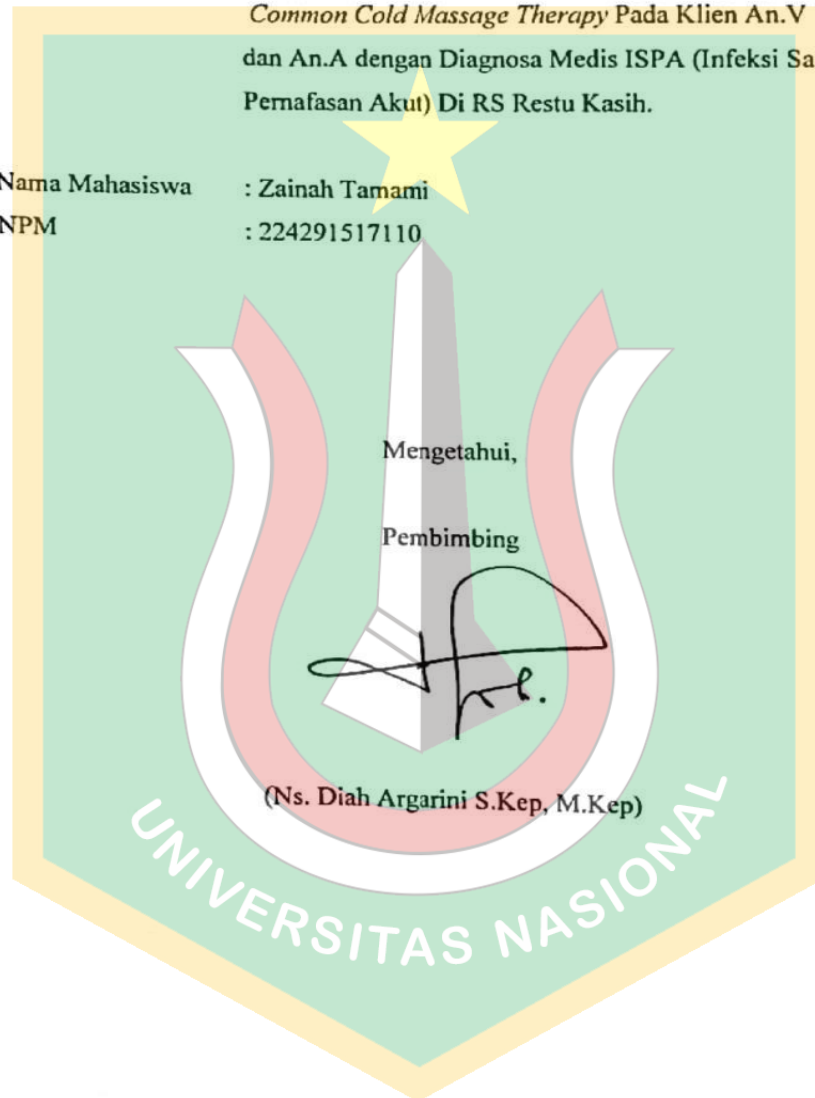 Common Cold Massage Therapy Pada Klien An.V
dan An.A dengan Diagnosa Medis ISPA (Infeksi Sa
Pernafasan Akut) Di RS Restu Kasih.
Nama Mahasiswa : Zainah Tamami
NPM : 224291517110
Mengetahui,
Pembimbing
(Ns. Diah Argarini S.Kep, M.Kep)
UNIVERSITAS NASIONAL